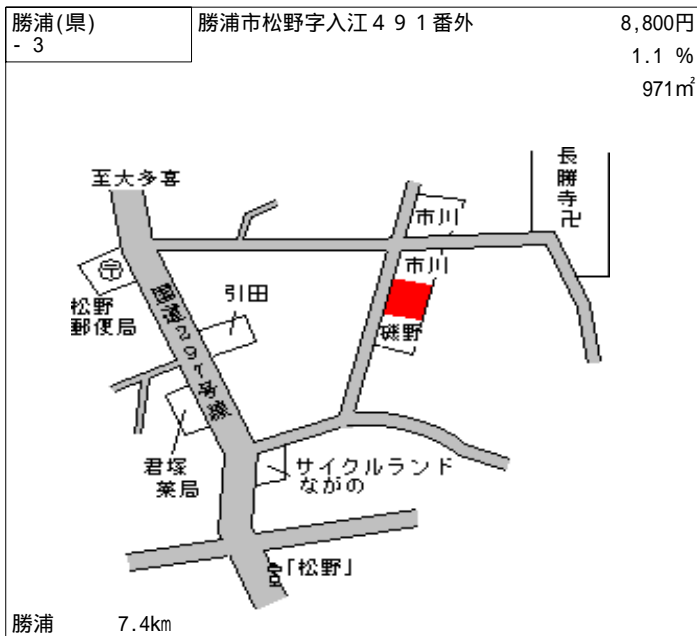 勝浦(県)
- 3
勝浦市松野字入江４９１番外
8,800円
1.1 %
971㎡
至大多喜
長勝寺卍
市川
市川
〒
松野
郵便局
引田
国道297号線
磯野
君塚
薬局
サイクルランド
ながの
「松野」
勝浦 7.4km